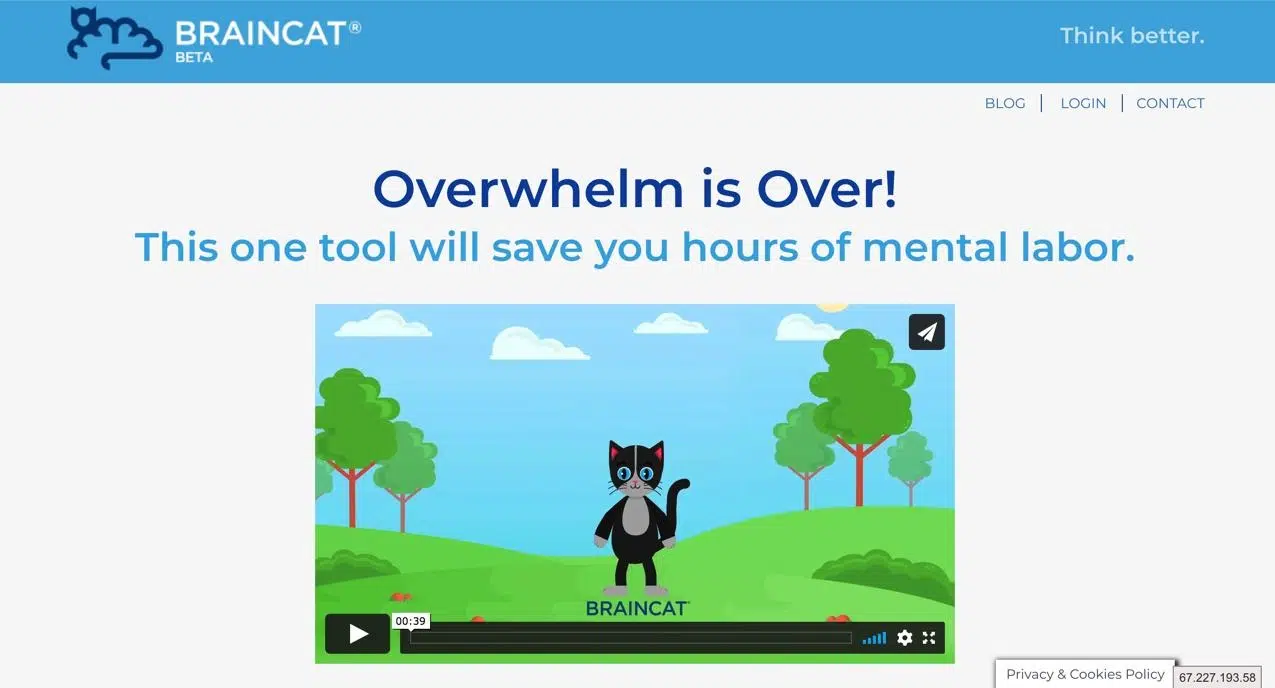 BRAINCAT®
BETA
Think better.
BLOG | LOGIN | CONTACT
Overwhelm is Over!
This one tool will save you hours of mental labor.
BRAINCAT™
00:39
Privacy & Cookies Policy
67.227.193.58